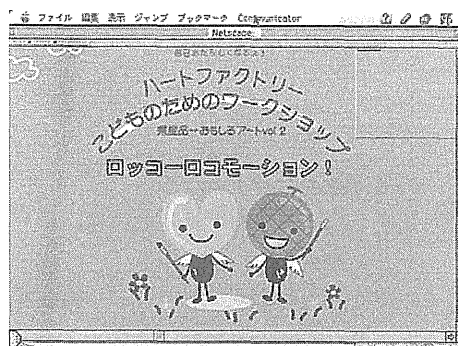 ファイル 編集 表示 ジャンプ ブックマーク Communicator
Netscape:
ハートファクトリー
こどものためのワークショップ
ロッコーロコモーション!